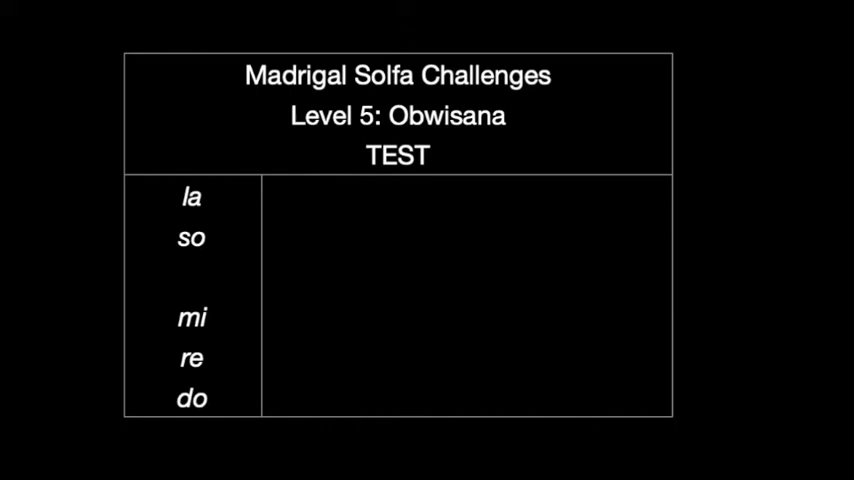 Madrigal Solfa Challenges
Level 5: Obwisana
TEST
la
so
mi
re
do